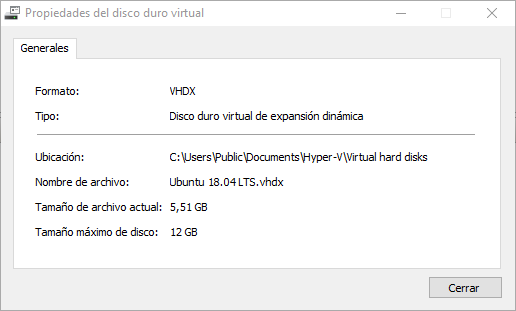 Propiedades del disco duro virtual
Generales
Formato: VHDX
Tipo: Disco duro virtual de expansión dinámica
Ubicación: C:\Users\Public\Documents\Hyper-V\Virtual hard disks
Nombre de archivo: Ubuntu 18.04 LTS.vhdx
Tamaño de archivo actual: 5,51 GB
Tamaño máximo de disco: 12 GB
Cerrar